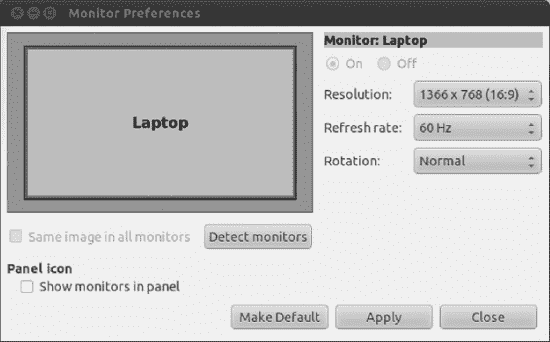 Monitor Preferences
Laptop
Monitor: Laptop
On Off
Resolution: 1366 x 768 (16:9)
Refresh rate: 60 Hz
Rotation: Normal
Same image in all monitors Detect monitors
Panel icon
Show monitors in panel
Make Default Apply Close